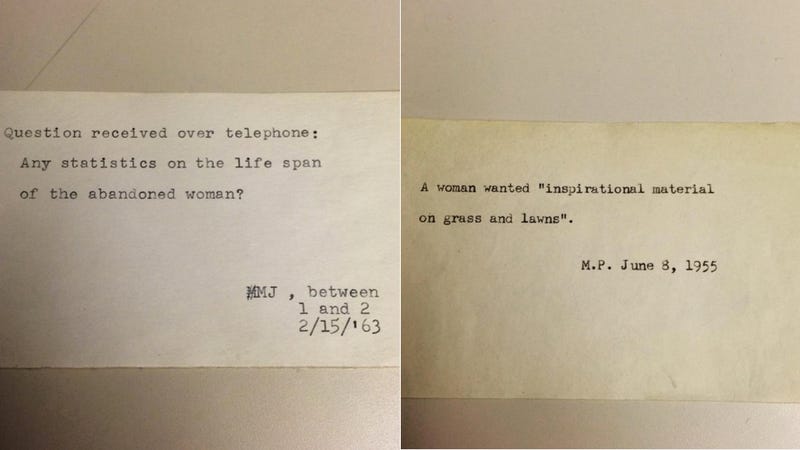 Question received over telephone:
Any statistics on the life span
of the abandoned woman?
MMJ , between
1 and 2
2/15/'63
A woman wanted "inspirational material
on grass and lawns".
M.P. June 8, 1955